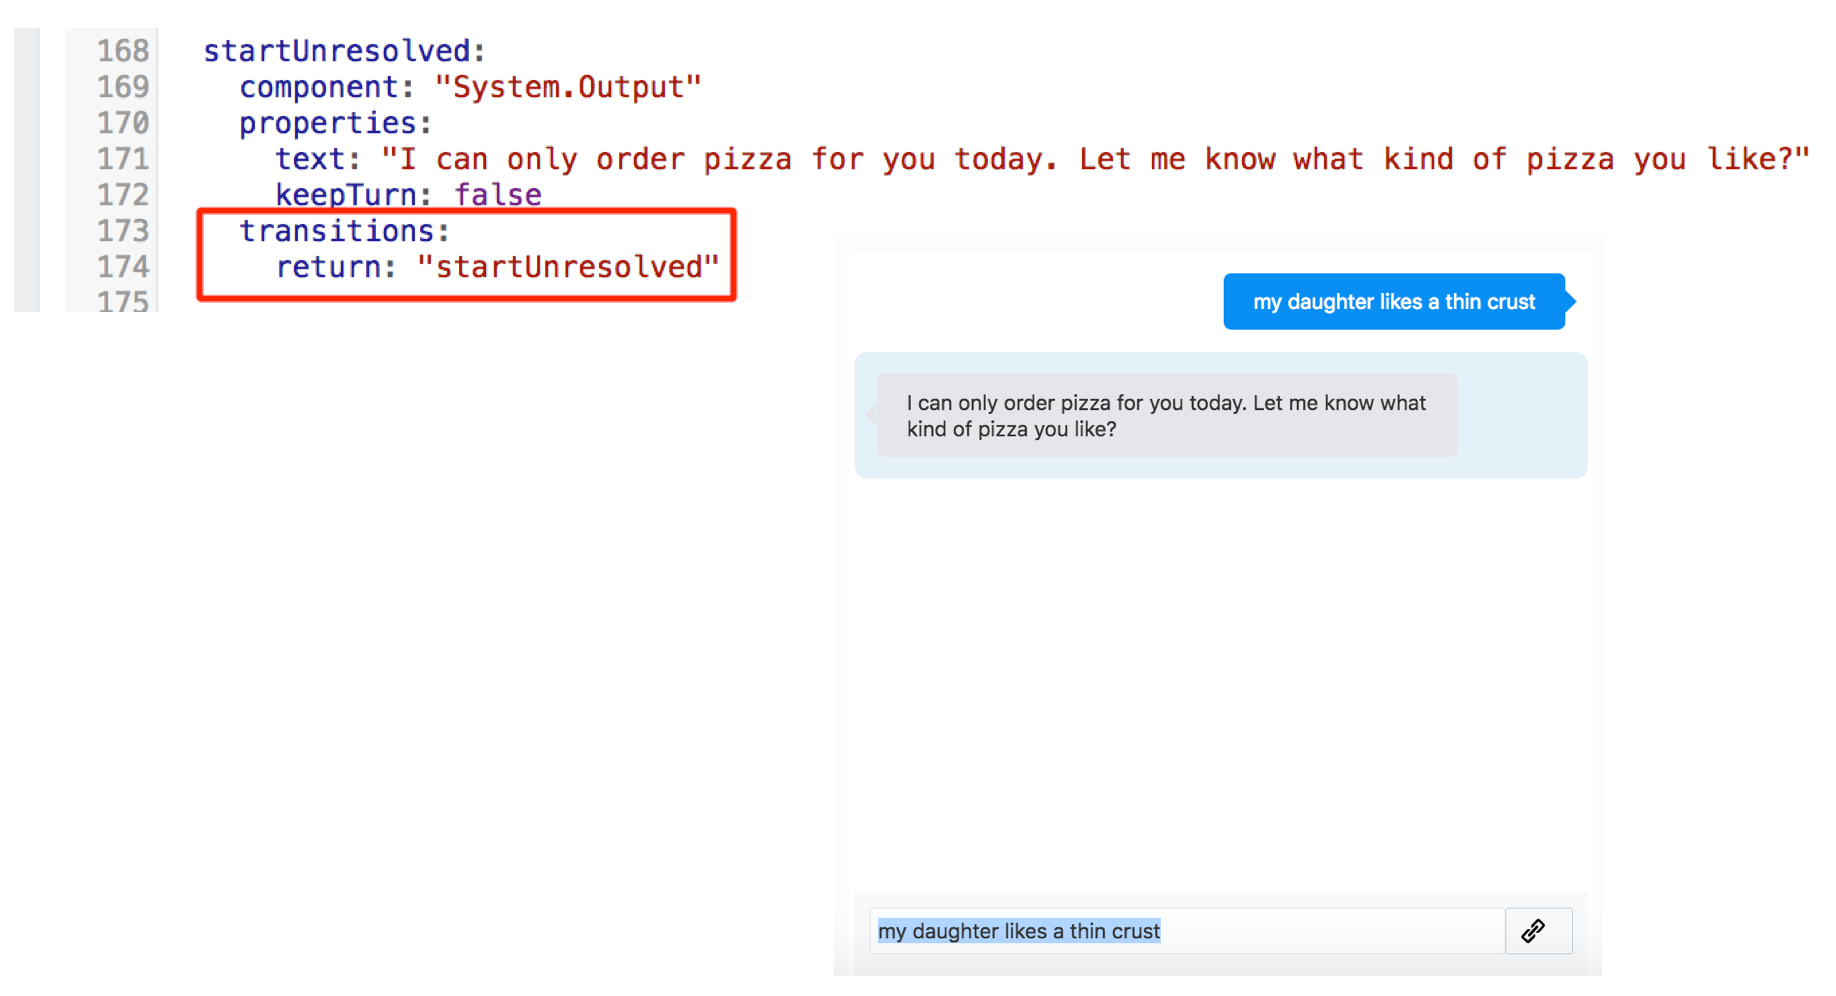 168 startUnresolved:
169 component: "System.Output"
170 properties:
171 text: "I can only order pizza for you today. Let me know what kind of pizza you like?"
172 keepTurn: false
173 transitions:
174 return: "startUnresolved"
175
my daughter likes a thin crust
I can only order pizza for you today. Let me know what
kind of pizza you like?
my daughter likes a thin crust